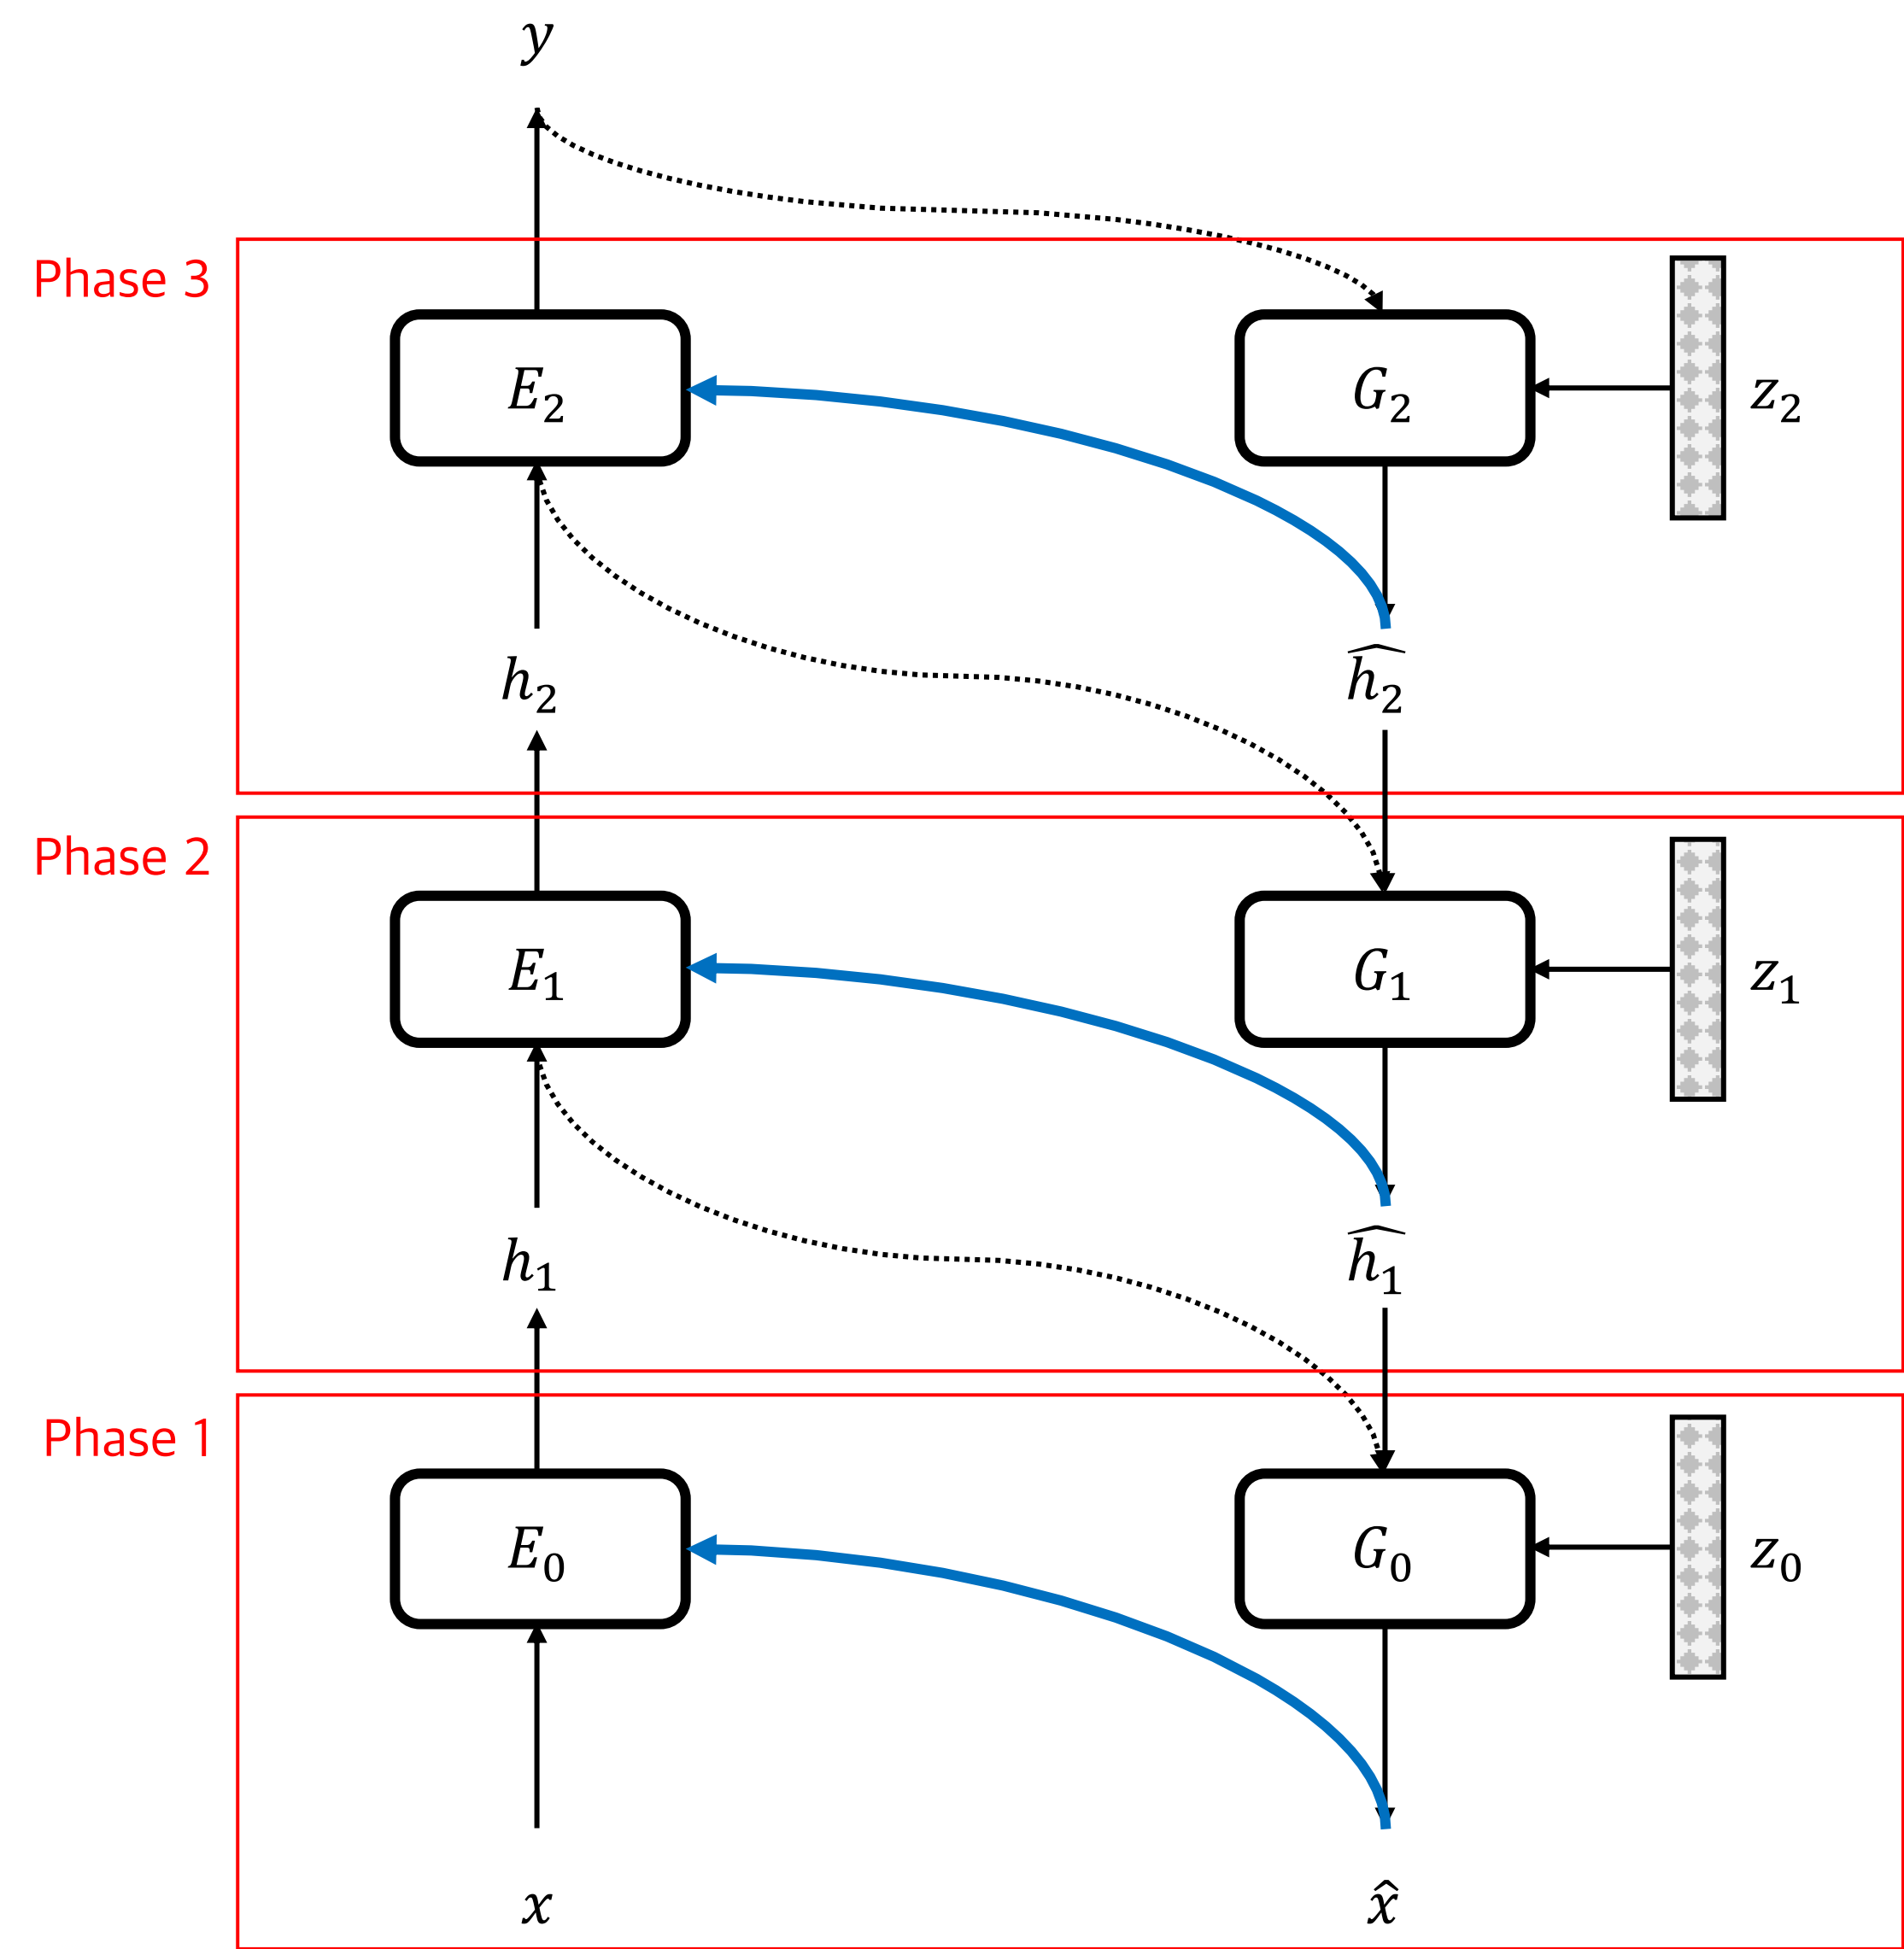 y
Phase 3
E₂
G₂
z₂
h₂
ĥ₂
Phase 2
E₁
G₁
z₁
h₁
ĥ₁
Phase 1
E₀
G₀
z₀
x
x̂